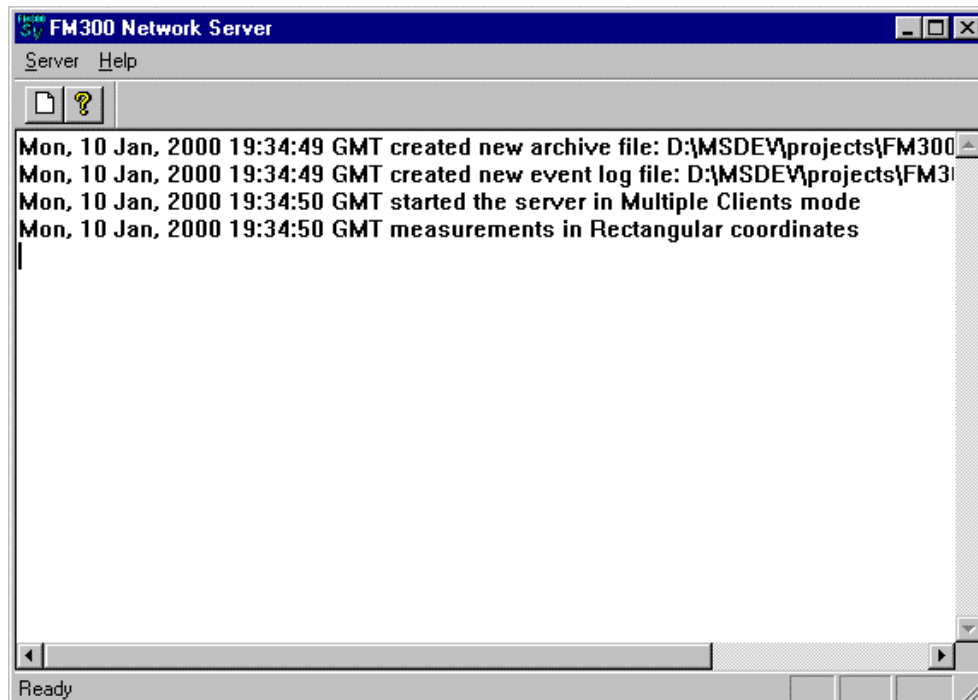 FM300 Network Server
Server Help
Mon, 10 Jan, 2000 19:34:49 GMT created new archive file: D:\MSDEV\projects\FM300
Mon, 10 Jan, 2000 19:34:49 GMT created new event log file: D:\MSDEV\projects\FM3
Mon, 10 Jan, 2000 19:34:50 GMT started the server in Multiple Clients mode
Mon, 10 Jan, 2000 19:34:50 GMT measurements in Rectangular coordinates
Ready